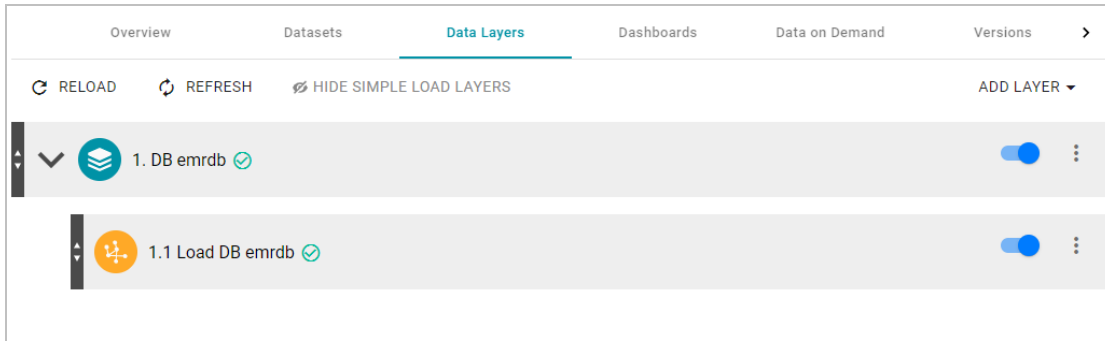 Overview Datasets Data Layers Dashboards Data on Demand Versions
RELOAD REFRESH HIDE SIMPLE LOAD LAYERS ADD LAYER
1. DB emrdb
1.1 Load DB emrdb